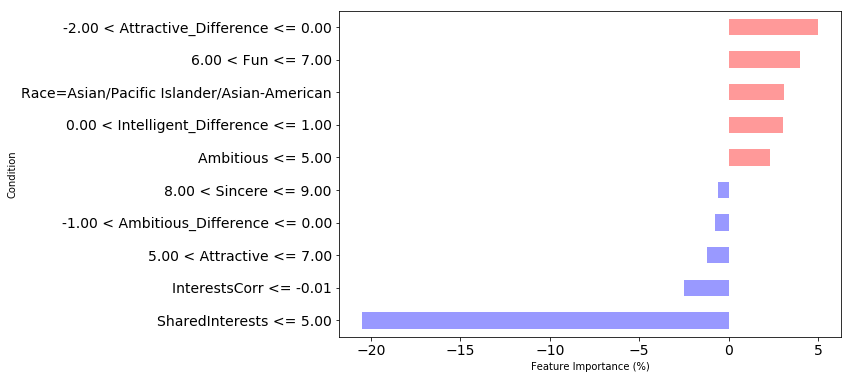 -2.00 < Attractive_Difference <= 0.00
6.00 < Fun <= 7.00
Race=Asian/Pacific Islander/Asian-American
0.00 < Intelligent_Difference <= 1.00
Ambitious <= 5.00
8.00 < Sincere <= 9.00
-1.00 < Ambitious_Difference <= 0.00
5.00 < Attractive <= 7.00
InterestsCorr <= -0.01
SharedInterests <= 5.00
Condition
−20 −15 −10 −5 0 5
Feature Importance (%)